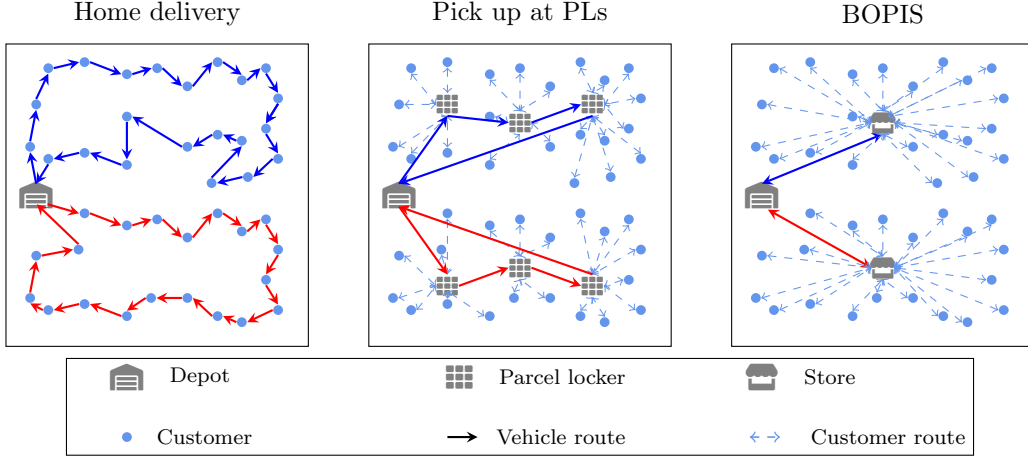 Home delivery
Pick up at PLs
BOPIS
Depot
Parcel locker
Store
Customer
Vehicle route
Customer route